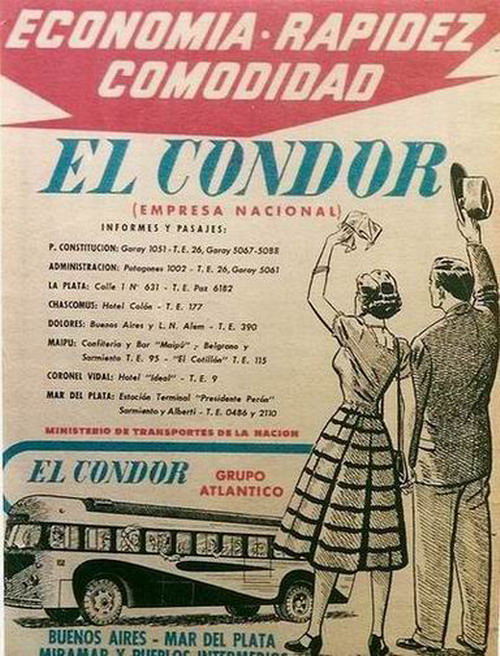 ECONOMIA · RAPIDEZ
COMODIDAD
EL CONDOR
(EMPRESA NACIONAL)
INFORMES Y PASAJES:
P. CONSTITUCION: Garay 1051 - T. E. 26, Garay 5067-5088
ADMINISTRACION: Patagones 1002 - T. E. 26, Garay 5061
LA PLATA: Calle 1 Nº 631 - T. E. Paz 6182
CHASCOMUS: Hotel Colón - T. E. 177
DOLORES: Buenos Aires y L. N. Alem - T. E. 390
MAIPU: Confitería y Bar "Maipú" ; Belgrano y
Sarmiento T. E. 95 - "El Cotillón" T. E. 115
CORONEL VIDAL: Hotel "Ideal" - T. E. 9
MAR DEL PLATA: Estación Terminal "Presidente Perón"
Sarmiento y Alberti - T. E. 0486 y 2110
MINISTERIO DE TRANSPORTES DE LA NACION
EL CONDOR
GRUPO
ATLANTICO
BUENOS AIRES - MAR DEL PLATA
MIRAMAR Y PUEBLOS INTERMEDIOS